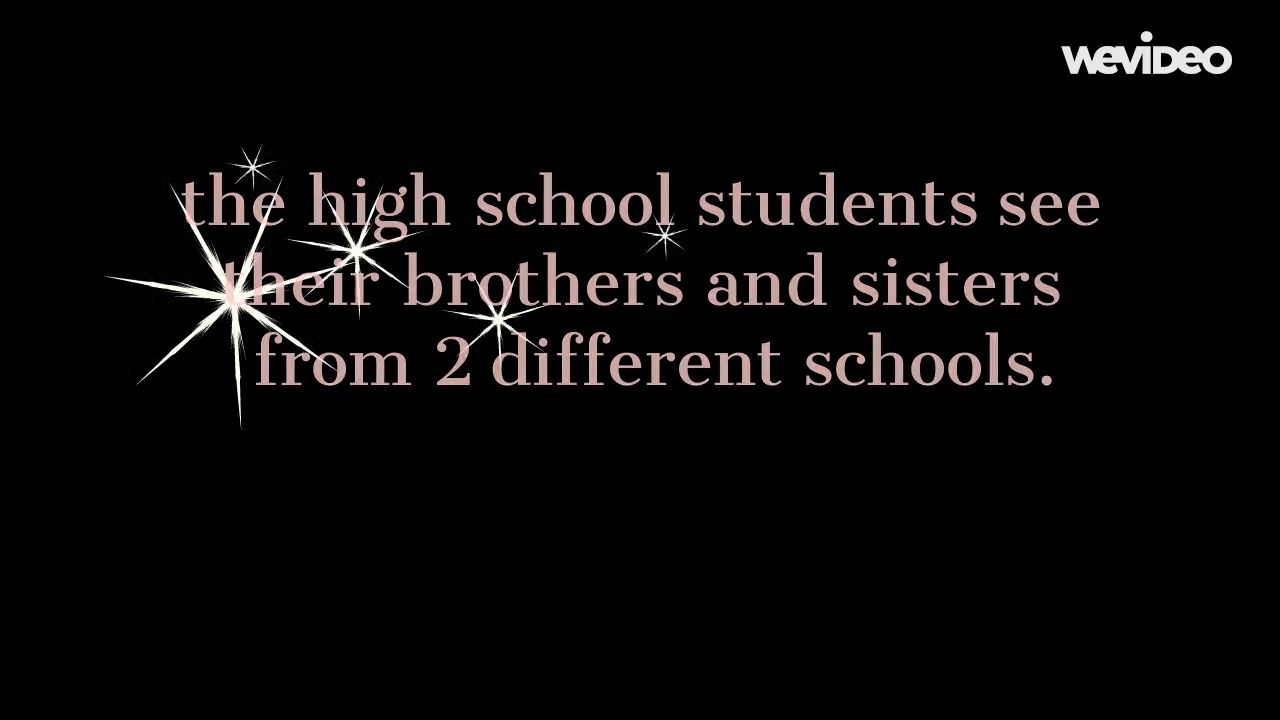 wevideo
the high school students see
their brothers and sisters
from 2 different schools.